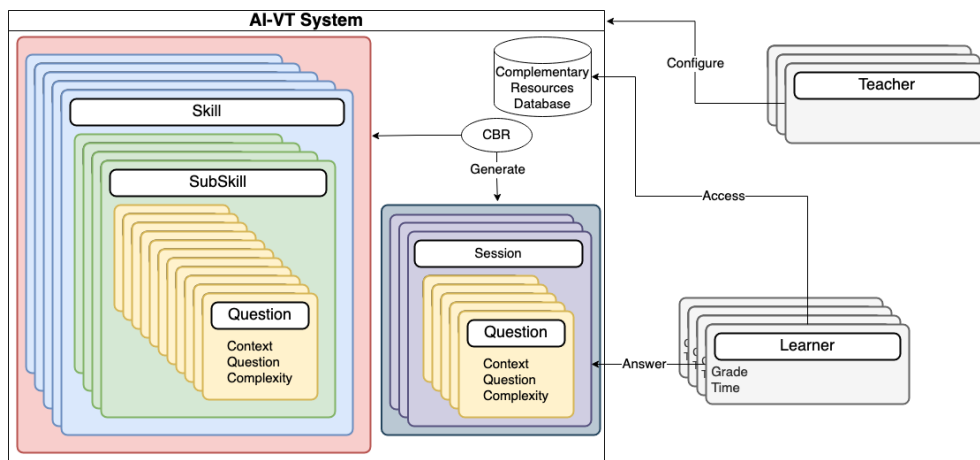 AI-VT System
Complementary
Resources
Database
Configure
Teacher
Skill
CBR
Generate
SubSkill
Access
Session
Question
Context
Question
Complexity
Question
Context
Question
Complexity
Answer
Learner
Grade
Time